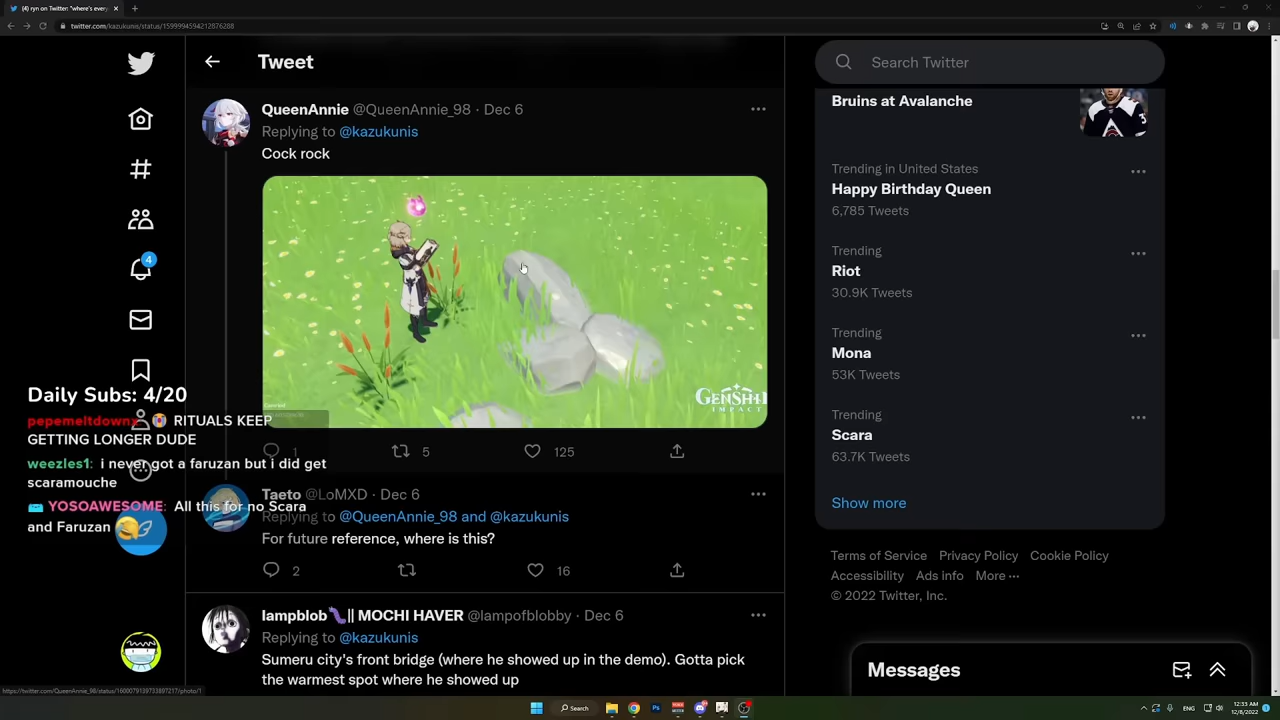 (4) ryn on Twitter: "where's every
twitter.com/kazukunis/status/1599994594212876288
Tweet
QueenAnnie @QueenAnnie_98 · Dec 6
Replying to @kazukunis
Cock rock
GENSHIN
IMPACT
1
5
125
Taeto @LoMXD · Dec 6
Replying to @QueenAnnie_98 and @kazukunis
For future reference, where is this?
2
16
lampblob || MOCHI HAVER @lampofblobby · Dec 6
Replying to @kazukunis
Sumeru city's front bridge (where he showed up in the demo). Gotta pick
the warmest spot where he showed up
4
Daily Subs: 4/20
pepemeltdownx: RITUALS KEEP
GETTING LONGER DUDE
weezles1: i never got a faruzan but i did get
scaramouche
YOSOAWESOME: All this for no Scara
and Faruzan
Search Twitter
Bruins at Avalanche
Trending in United States
Happy Birthday Queen
6,785 Tweets
Trending
Riot
30.9K Tweets
Trending
Mona
53K Tweets
Trending
Scara
63.7K Tweets
Show more
Terms of Service Privacy Policy Cookie Policy
Accessibility Ads info More ···
© 2022 Twitter, Inc.
Messages
https://twitter.com/QueenAnnie_98/status/1600079139733897217/photo/1
Search
ENG
12:33 AM
12/8/2022